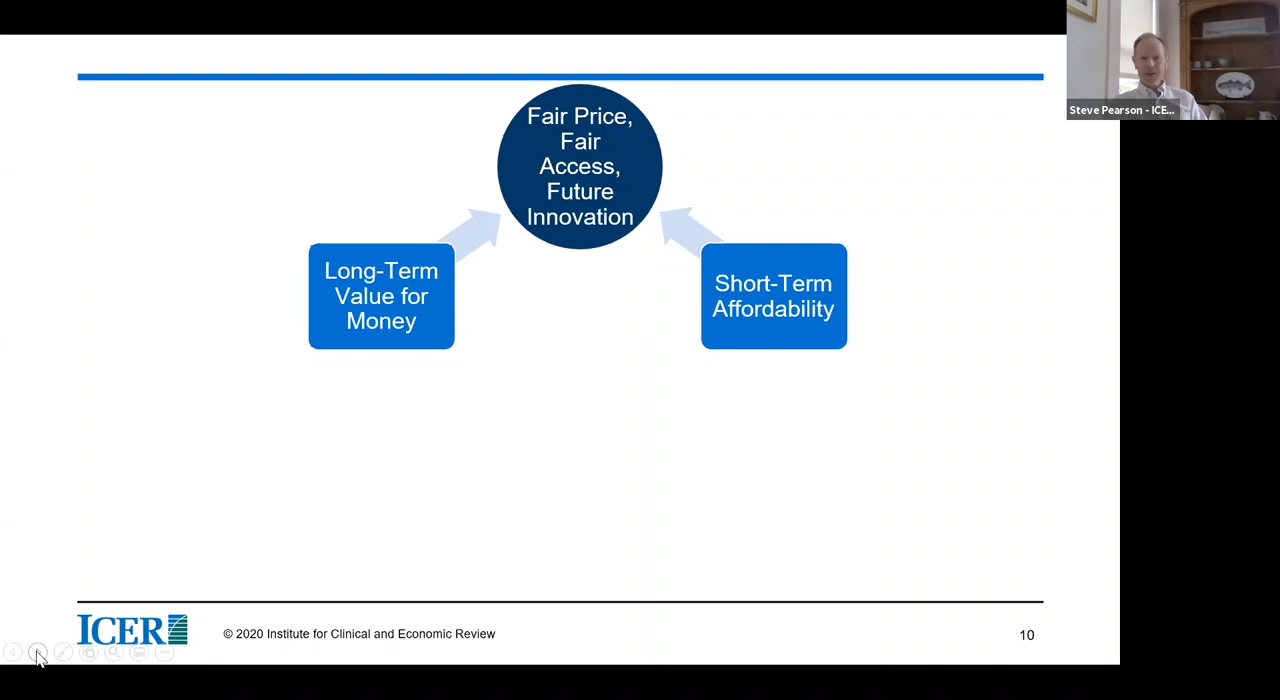 Steve Pearson - ICE...
Fair Price,
Fair
Access,
Future
Innovation
Long-Term
Value for
Money
Short-Term
Affordability
ICER
© 2020 Institute for Clinical and Economic Review
10